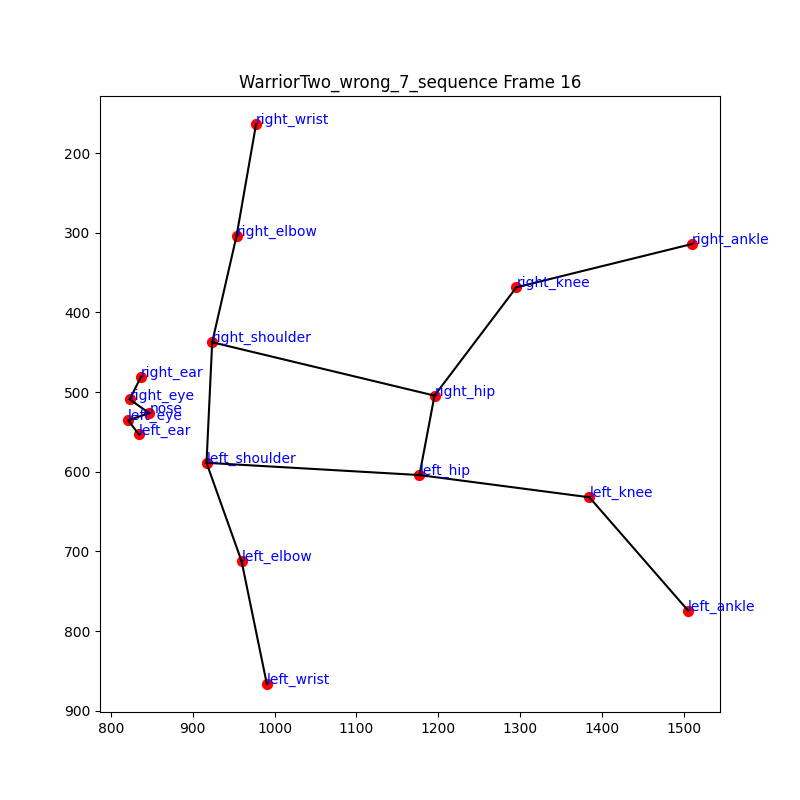 WarriorTwo_wrong_7_sequence Frame 16
right_wrist
200
right_elbow
300
right_ankle
right_knee
right_shoulder
400
right_ear
right_hip
500
right_eye
nose
left_eye
left_ear
left_shoulder
left_hip
600
left_knee
700
left_elbow
left_ankle
800
left_wrist
900
800 900 1000 1100 1200 1300 1400 1500